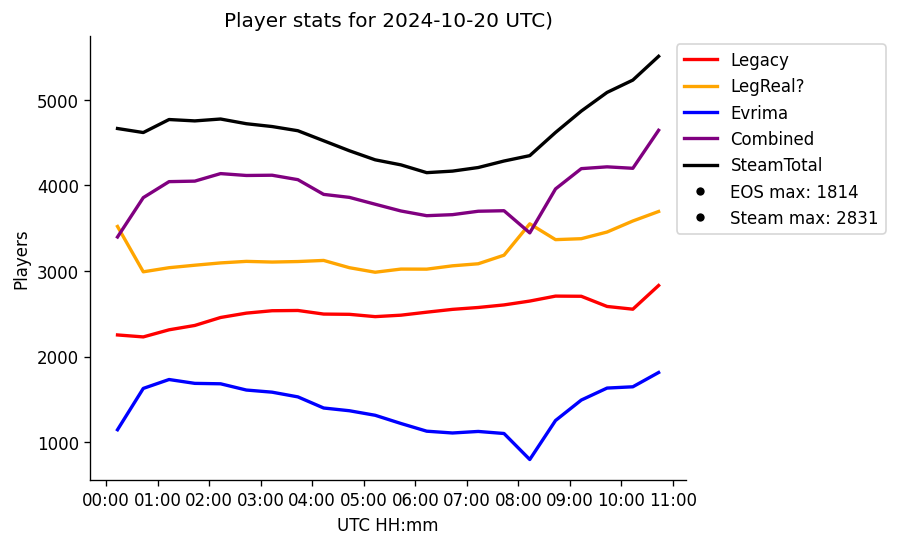 Player stats for 2024-10-20 UTC)
Legacy
LegReal?
Evrima
Combined
SteamTotal
EOS max: 1814
Steam max: 2831
Players
5000
4000
3000
2000
1000
00:00 01:00 02:00 03:00 04:00 05:00 06:00 07:00 08:00 09:00 10:00 11:00
UTC HH:mm